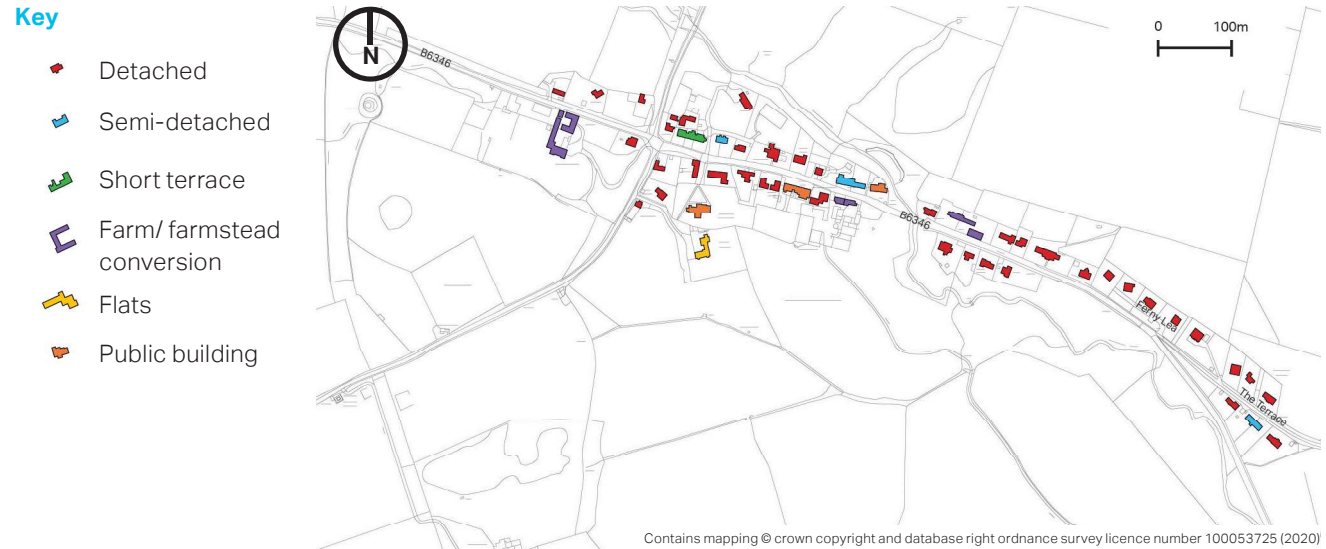 Key
Detached
Semi-detached
Short terrace
Farm/ farmstead
conversion
Flats
Public building
N
B6346
0 100m
B6346
Ferny Lea
The Terrace
Contains mapping © crown copyright and database right ordnance survey licence number 100053725 (2020)